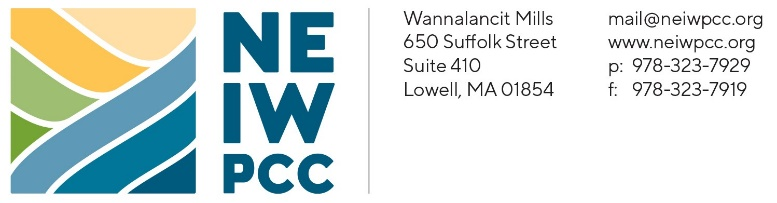 NE
IW
PCC
Wannalancit Mills
650 Suffolk Street
Suite 410
Lowell, MA 01854
mail@neiwpcc.org
www.neiwpcc.org
p: 978-323-7929
f: 978-323-7919